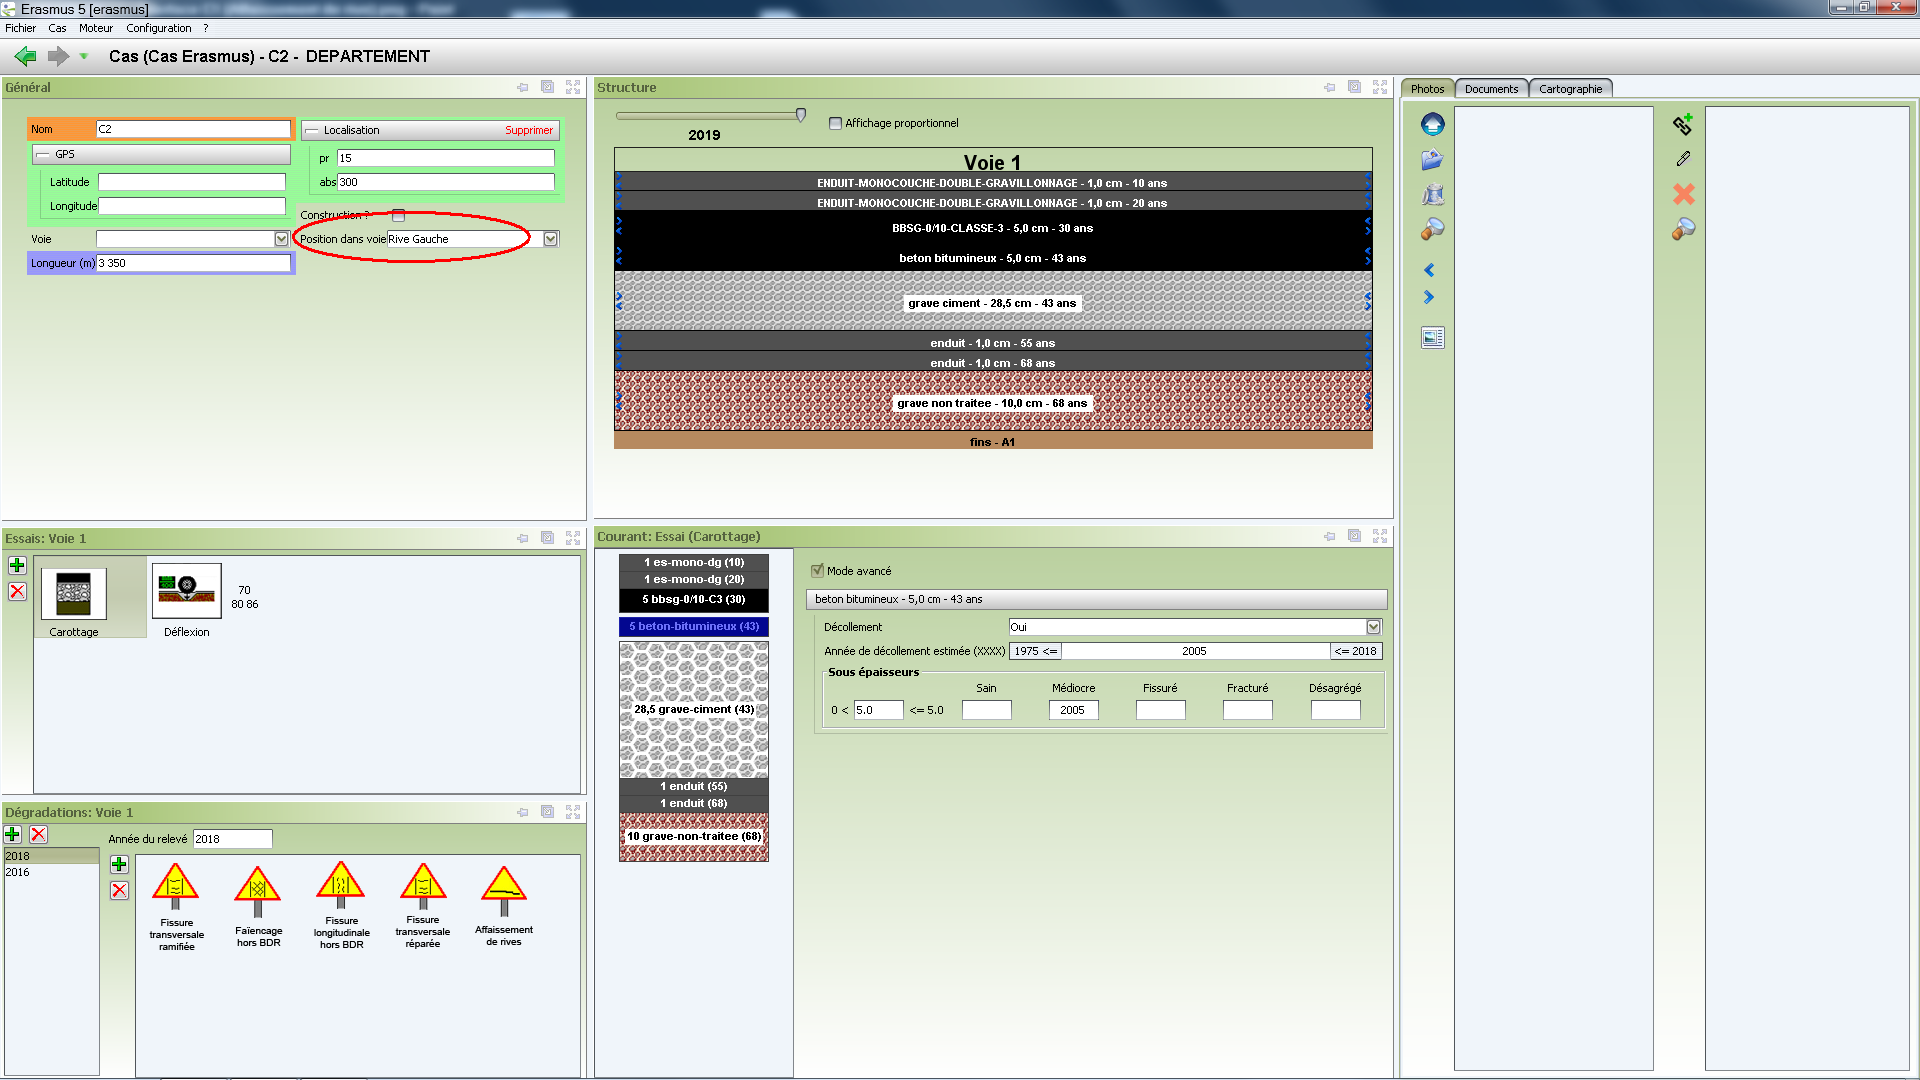 Erasmus 5 [erasmus]
Fichier Cas Moteur Configuration ?
Cas (Cas Erasmus) - C2 - DEPARTEMENT
Général
Nom C2
GPS
Latitude
Longitude
Localisation Supprimer
pr 15
abs 300
Construction ?
Voie
Position dans voie Rive Gauche
Longueur (m) 3 350
Structure
2019
Affichage proportionnel
Voie 1
ENDUIT-MONOCOUCHE-DOUBLE-GRAVILLONNAGE - 1,0 cm - 10 ans
ENDUIT-MONOCOUCHE-DOUBLE-GRAVILLONNAGE - 1,0 cm - 20 ans
BBSG-0/10-CLASSE-3 - 5,0 cm - 30 ans
beton bitumineux - 5,0 cm - 43 ans
grave ciment - 28,5 cm - 43 ans
enduit - 1,0 cm - 55 ans
enduit - 1,0 cm - 68 ans
grave non traitee - 10,0 cm - 68 ans
fins - A1
Photos Documents Cartographie
Essais: Voie 1
Carottage
70
80 86
Déflexion
Courant: Essai (Carottage)
1 es-mono-dg (10)
1 es-mono-dg (20)
5 bbsg-0/10-C3 (30)
5 beton-bitumineux (43)
28,5 grave-ciment (43)
1 enduit (55)
1 enduit (68)
10 grave-non-traitee (68)
Mode avancé
beton bitumineux - 5,0 cm - 43 ans
Décollement Oui
Année de décollement estimée (XXXX) 1975 <= 2005 <= 2018
Sous épaisseurs
Sain Médiocre Fissuré Fracturé Désagrégé
0 < 5.0 <= 5.0 2005
Dégradations: Voie 1
Année du relevé 2018
2018
2016
Fissure
transversale
ramifiée
Faïencage
hors BDR
Fissure
longitudinale
hors BDR
Fissure
transversale
réparée
Affaissement
de rives